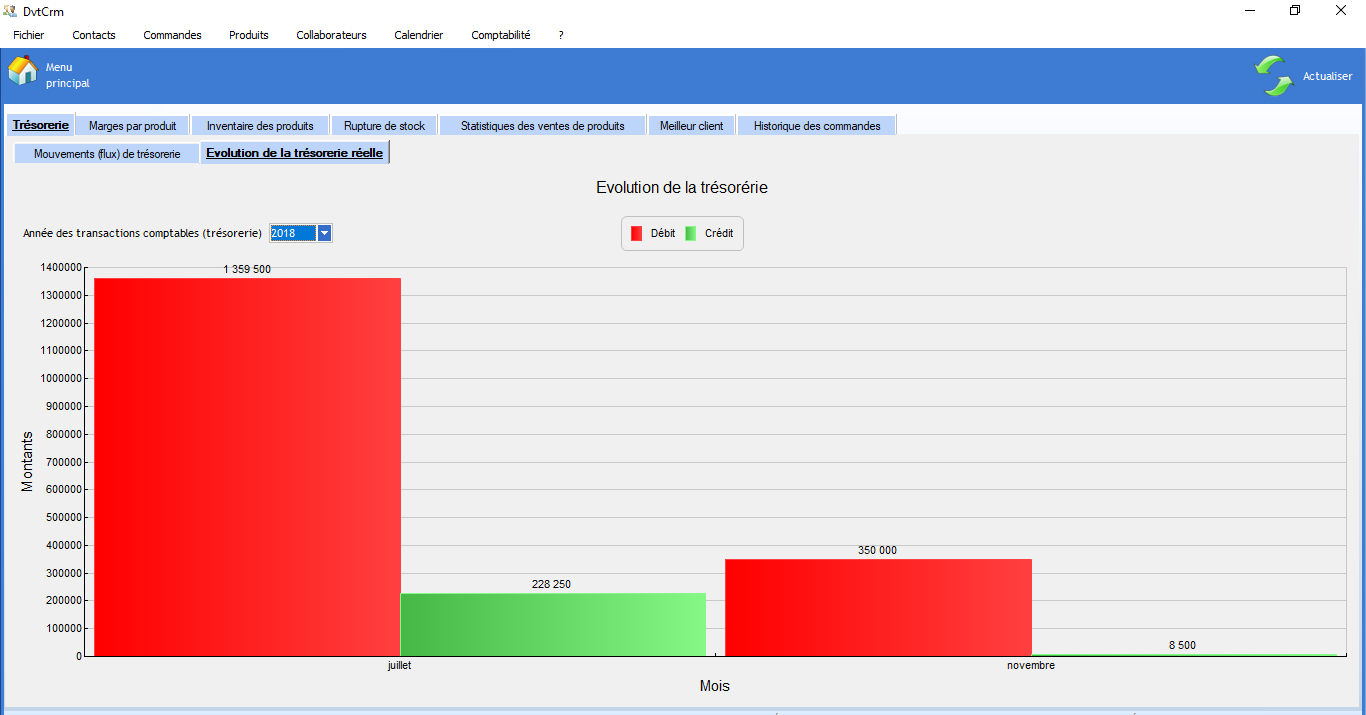 DvtCrm
Fichier Contacts Commandes Produits Collaborateurs Calendrier Comptabilité ?
Menu
principal
Actualiser
Trésorerie Marges par produit Inventaire des produits Rupture de stock Statistiques des ventes de produits Meilleur client Historique des commandes
Mouvements (flux) de trésorerie Evolution de la trésorerie réelle
Evolution de la trésorérie
Année des transactions comptables (trésorerie) 2018
Débit Crédit
1400000
1 359 500
1300000
1200000
1100000
1000000
900000
800000
700000
600000
500000
400000
350 000
300000
228 250
200000
100000
8 500
0
Montants
juillet novembre
Mois